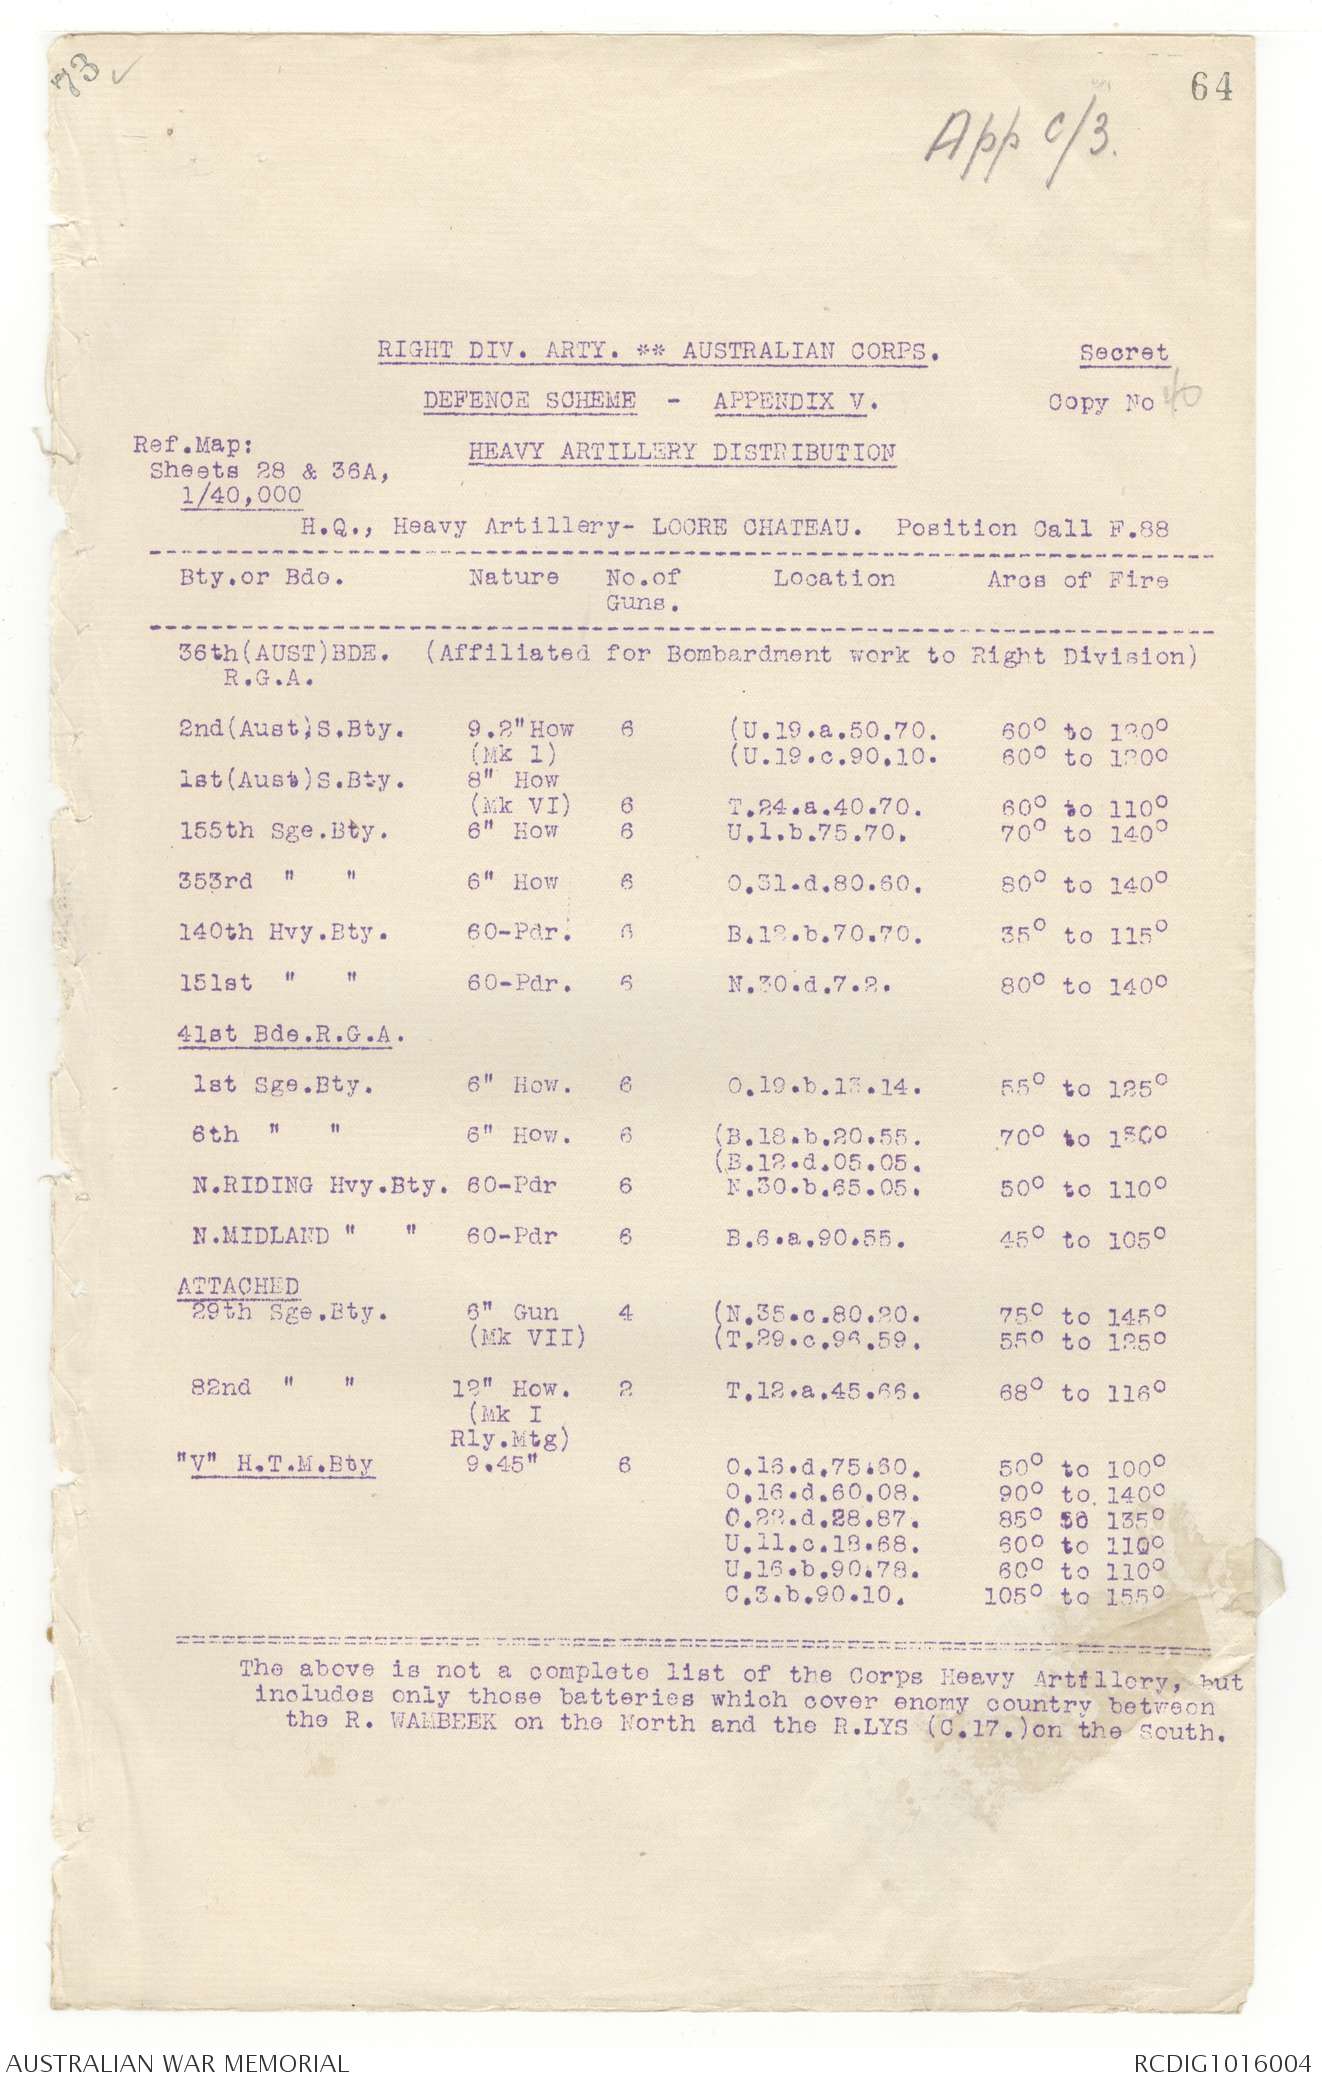 73 ✓
64
App C/3.
RIGHT DIV. ARTY. ** AUSTRALIAN CORPS. Secret
DEFENCE SCHEME - APPENDIX V. Copy No 40
Ref.Map: HEAVY ARTILLERY DISTRIBUTION
Sheets 28 & 36A,
1/40,000
H.Q., Heavy Artillery- LOCRE CHATEAU. Position Call F.88
Bty.or Bde. Nature No.of Location Arcs of Fire
Guns.
36th(AUST)BDE. (Affiliated for Bombardment work to Right Division)
R.G.A.
2nd(Aust)S.Bty. 9.2"How 6 (U.19.a.50.70. 60° to 120°
(Mk 1) (U.19.c.90.10. 60° to 120°
1st(Aust)S.Bty. 8" How
(Mk VI) 6 T.24.a.40.70. 60° to 110°
155th Sge.Bty. 6" How 6 U.1.b.75.70. 70° to 140°
353rd " " 6" How 6 O.31.d.80.60. 80° to 140°
140th Hvy.Bty. 60-Pdr. 6 B.12.b.70.70. 35° to 115°
151st " " 60-Pdr. 6 N.30.d.7.2. 80° to 140°
41st Bde.R.G.A.
1st Sge.Bty. 6" How. 6 O.19.b.13.14. 55° to 125°
6th " " 6" How. 6 (B.18.b.20.55. 70° to 130°
(B.12.d.05.05.
N.RIDING Hvy.Bty. 60-Pdr 6 N.30.b.65.05. 50° to 110°
N.MIDLAND " " 60-Pdr 6 B.6.a.90.55. 45° to 105°
ATTACHED
29th Sge.Bty. 6" Gun 4 (N.35.c.80.20. 75° to 145°
(Mk VII) (T.29.c.96.59. 55° to 125°
82nd " " 12" How. 2 T.12.a.45.66. 68° to 116°
(Mk I
Rly.Mtg)
"V" H.T.M.Bty 9.45" 6 O.16.d.75.60. 50° to 100°
O.16.d.60.08. 90° to 140°
O.22.d.28.87. 85° to 135°
U.11.c.18.68. 60° to 110°
U.16.b.90.78. 60° to 110°
C.3.b.90.10. 105° to 155°
The above is not a complete list of the Corps Heavy Artillery, but
includes only those batteries which cover enemy country between
the R. WAMBEEK on the North and the R.LYS (C.17.)on the South.
AUSTRALIAN WAR MEMORIAL RCDIG1016004